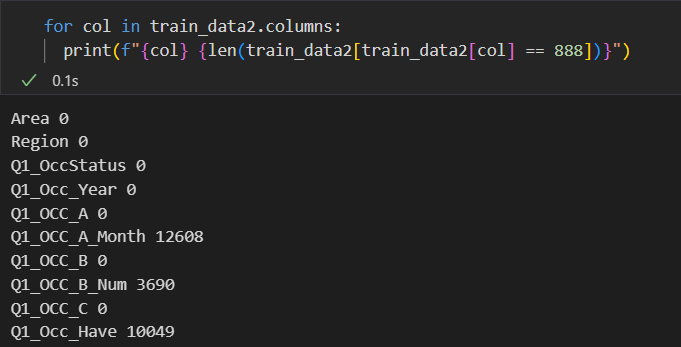 for col in train_data2.columns:
print(f"{col} {len(train_data2[train_data2[col] == 888])}")
0.1s
Area 0
Region 0
Q1_OccStatus 0
Q1_Occ_Year 0
Q1_OCC_A 0
Q1_OCC_A_Month 12608
Q1_OCC_B 0
Q1_OCC_B_Num 3690
Q1_OCC_C 0
Q1_Occ_Have 10049